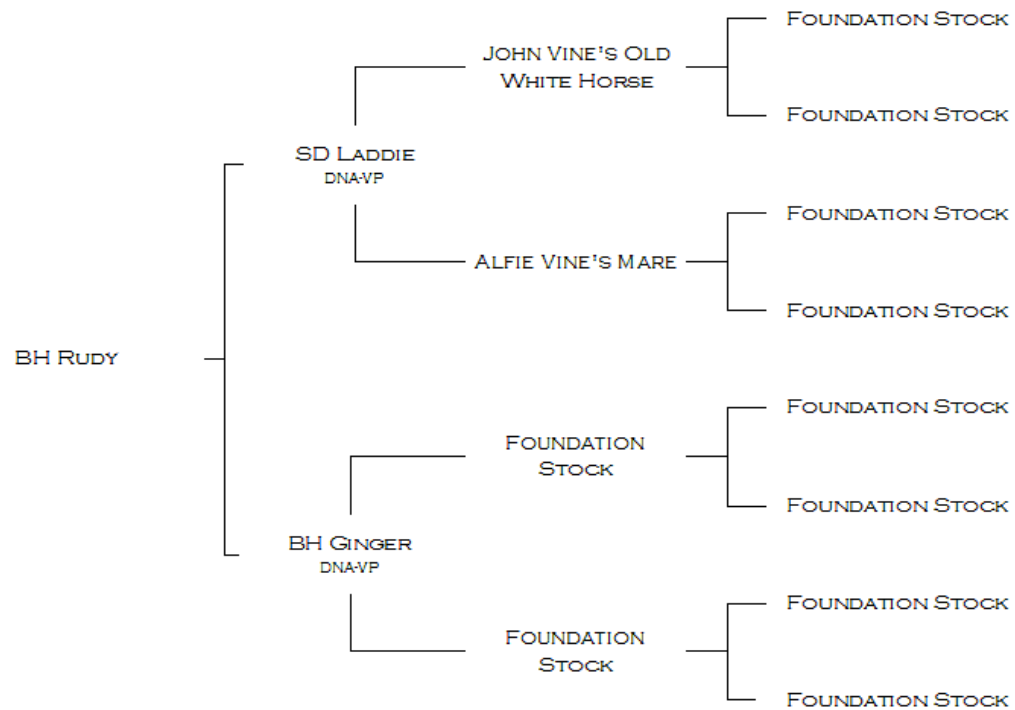 Foundation Stock
John Vine's Old
White Horse
Foundation Stock
SD Laddie
DNA-VP
Foundation Stock
Alfie Vine's Mare
Foundation Stock
BH Rudy
Foundation Stock
Foundation
Stock
Foundation Stock
BH Ginger
DNA-VP
Foundation Stock
Foundation
Stock
Foundation Stock